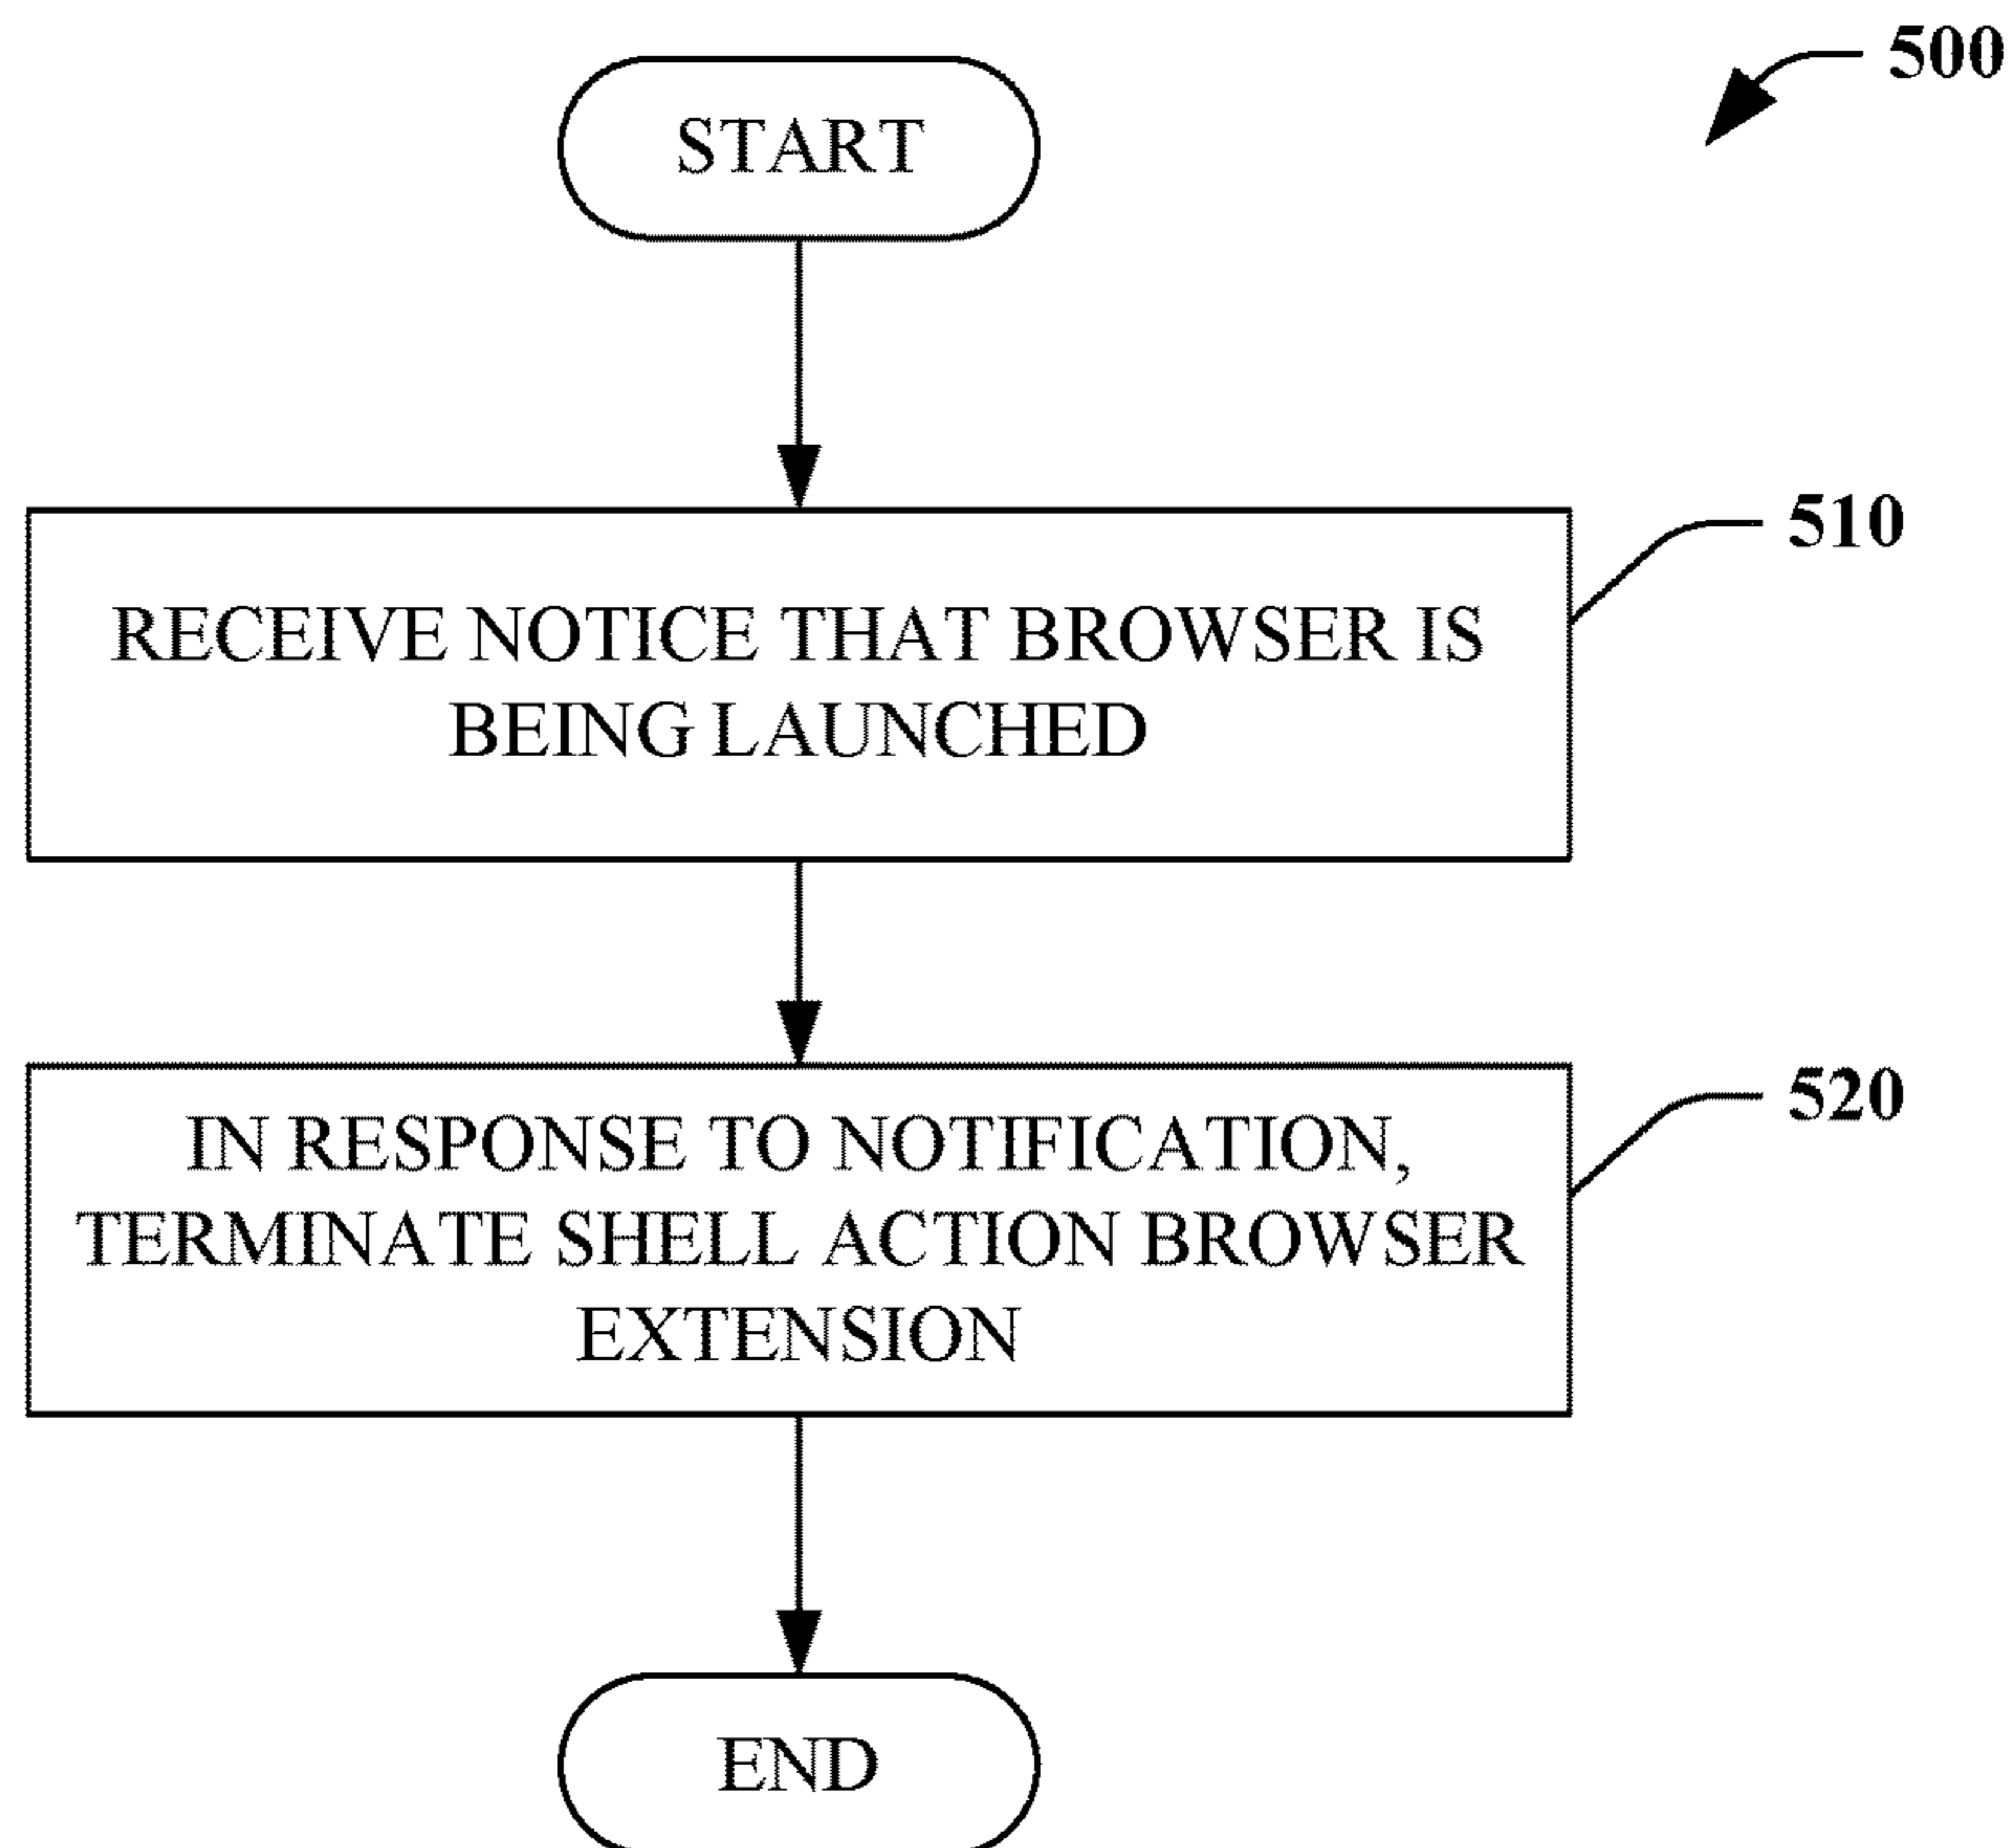 500
START
510
RECEIVE NOTICE THAT BROWSER IS
BEING LAUNCHED
520
IN RESPONSE TO NOTIFICATION,
TERMINATE SHELL ACTION BROWSER
EXTENSION
END